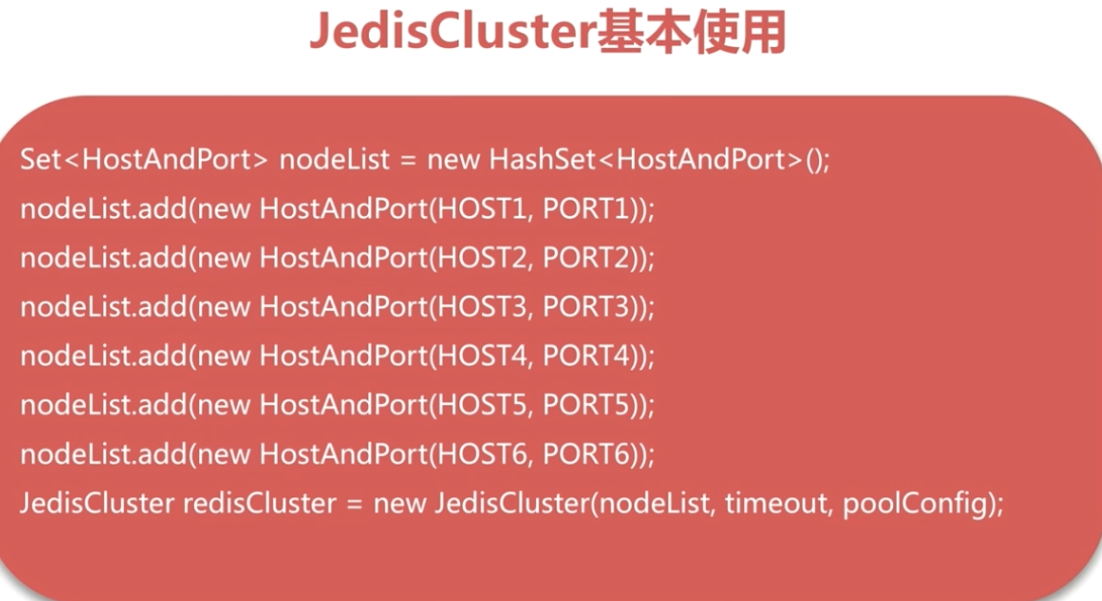 JedisCluster基本使用
Set<HostAndPort> nodeList = new HashSet<HostAndPort>();
nodeList.add(new HostAndPort(HOST1, PORT1));
nodeList.add(new HostAndPort(HOST2, PORT2));
nodeList.add(new HostAndPort(HOST3, PORT3));
nodeList.add(new HostAndPort(HOST4, PORT4));
nodeList.add(new HostAndPort(HOST5, PORT5));
nodeList.add(new HostAndPort(HOST6, PORT6));
JedisCluster redisCluster = new JedisCluster(nodeList, timeout, poolConfig);